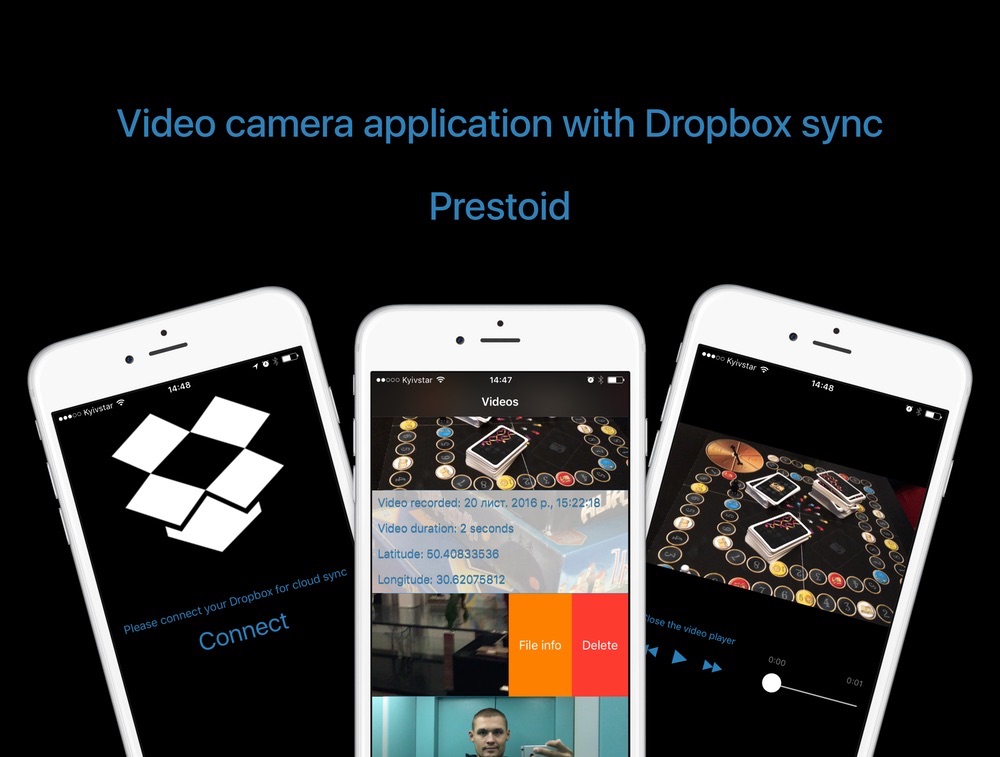 Video camera application with Dropbox sync
Prestoid
Kyivstar 14:48
Please connect your Dropbox for cloud sync
Connect
Kyivstar 14:47
Videos
Video recorded: 20 лист. 2016 р., 15:22:18
Video duration: 2 seconds
Latitude: 50.40833536
Longitude: 30.62075812
File info Delete
Kyivstar 14:48
close the video player
0:00
0:01